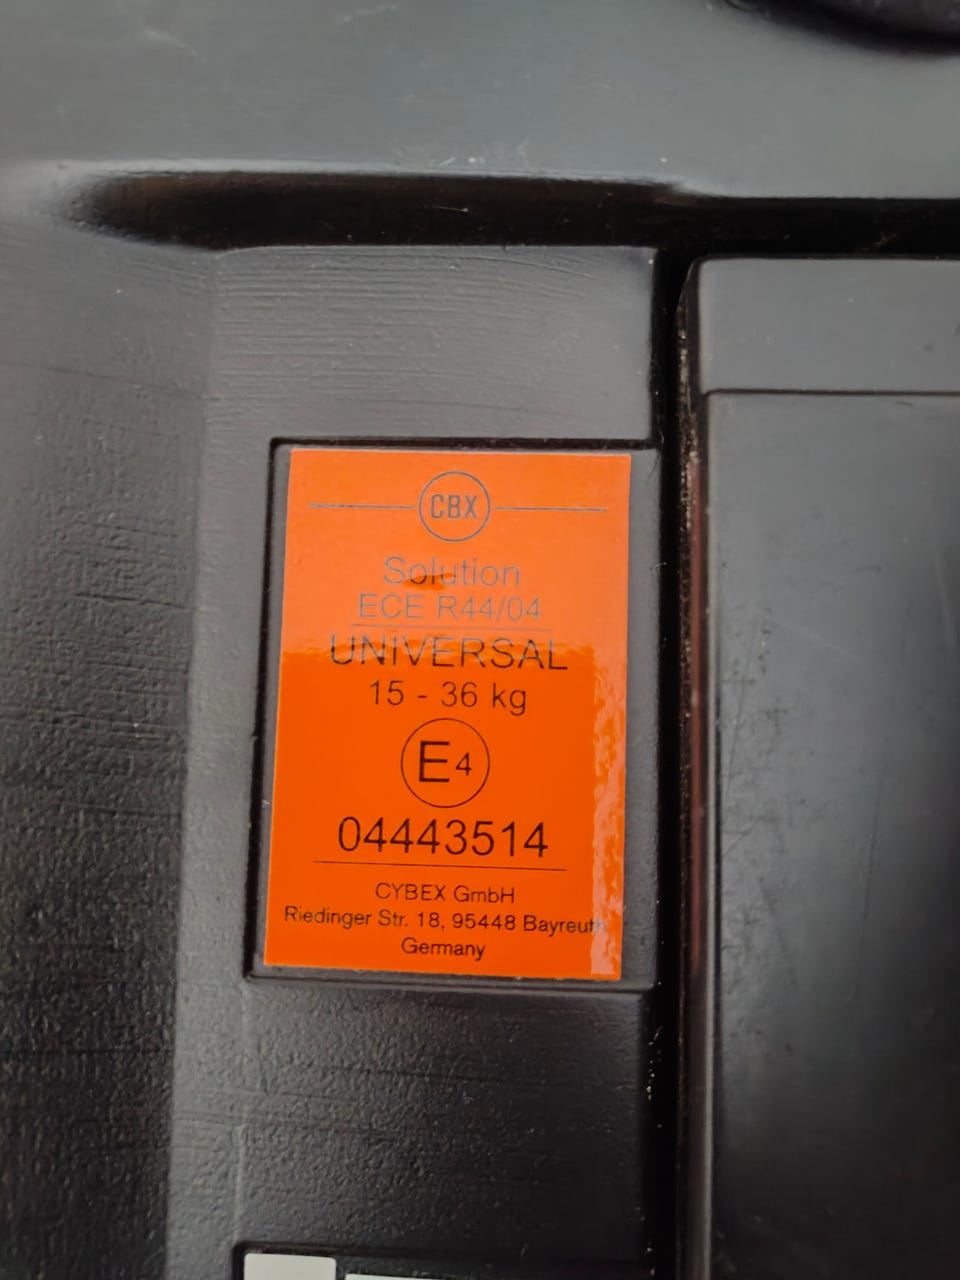 CBX
Solution
ECE R44/04
UNIVERSAL
15 - 36 kg
E4
04443514
CYBEX GmbH
Riedinger Str. 18, 95448 Bayreuth
Germany